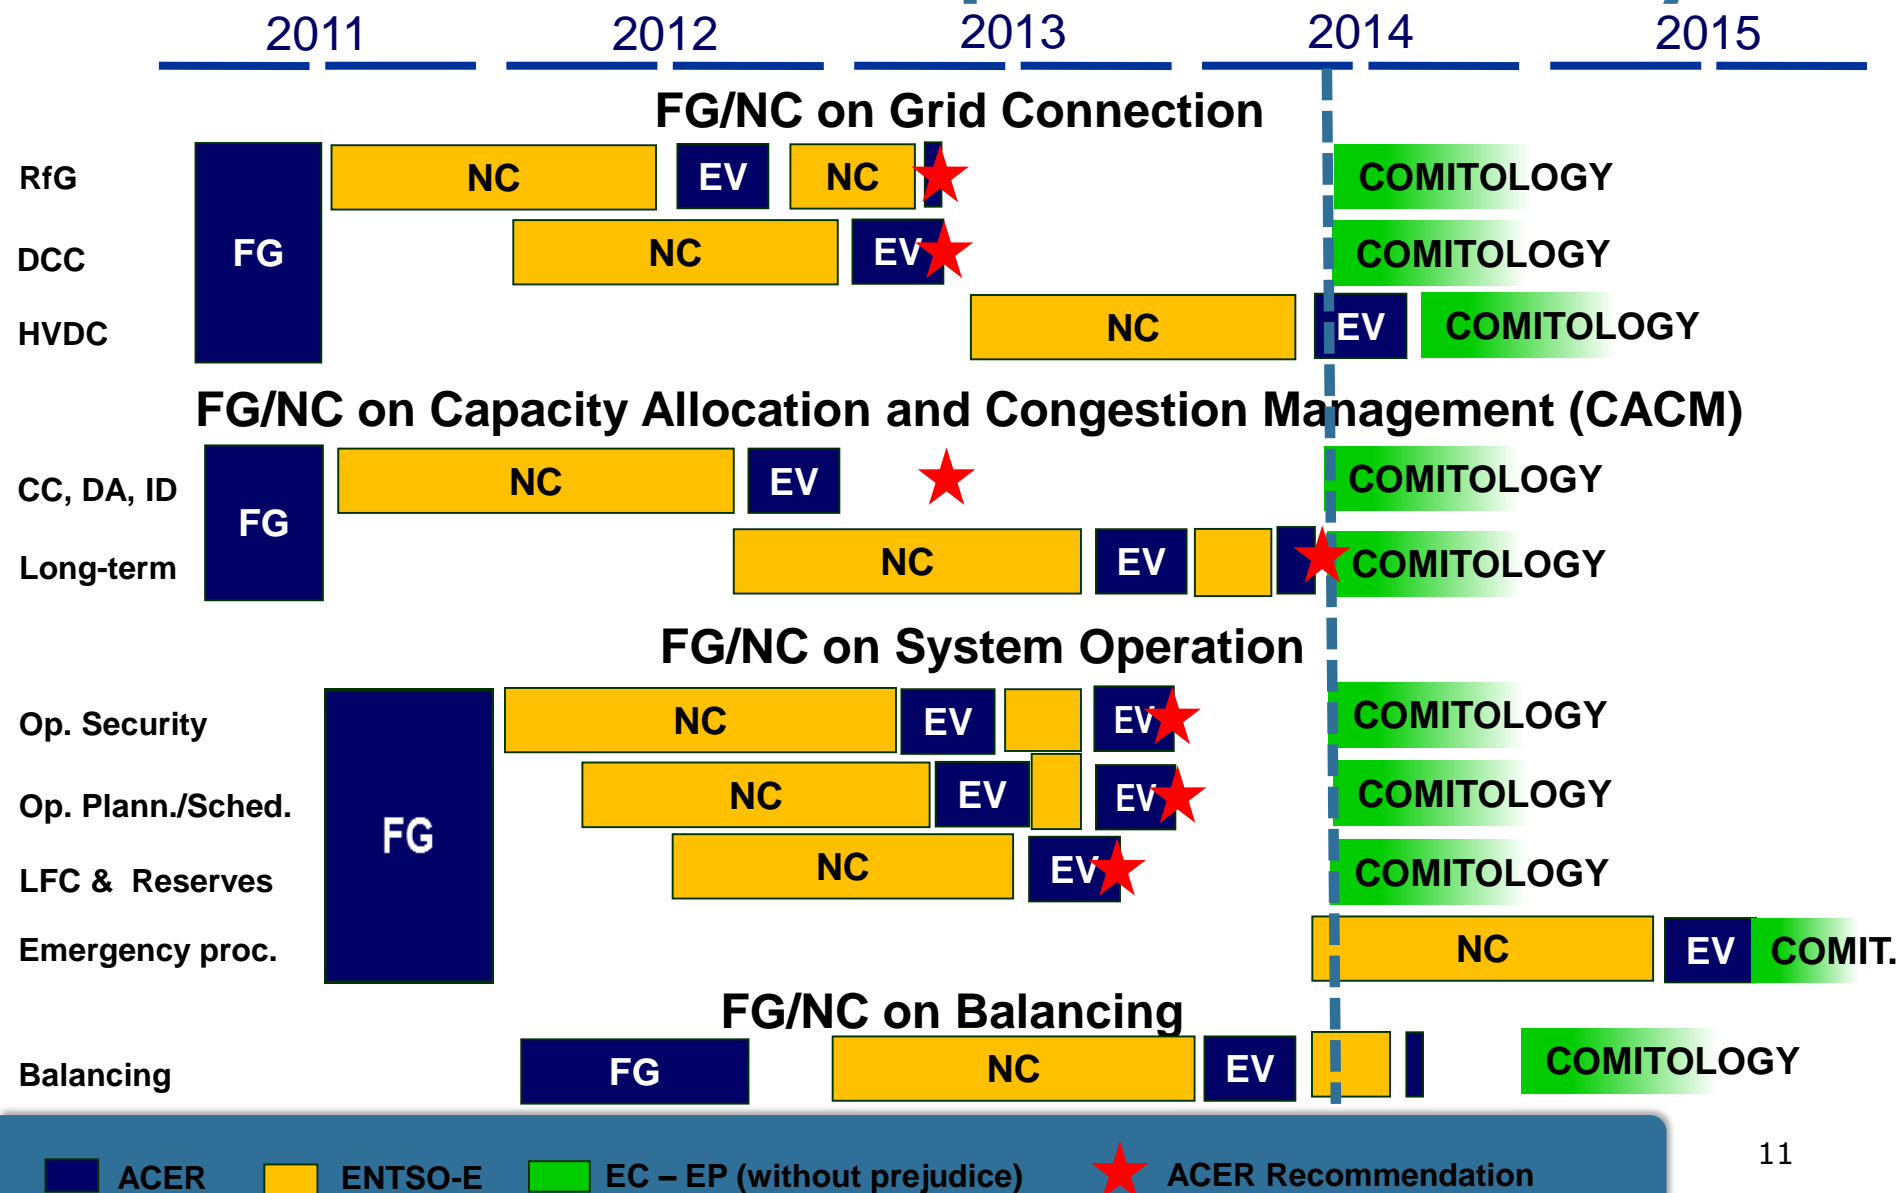 2011 2012 2013 2014 2015
FG/NC on Grid Connection
RfG NC EV NC COMITOLOGY
FG
DCC NC EV COMITOLOGY
HVDC NC EV COMITOLOGY
FG/NC on Capacity Allocation and Congestion Management (CACM)
CC, DA, ID NC EV COMITOLOGY
FG
Long-term NC EV COMITOLOGY
FG/NC on System Operation
Op. Security NC EV EV COMITOLOGY
Op. Plann./Sched. NC EV EV COMITOLOGY
FG
LFC & Reserves NC EV COMITOLOGY
Emergency proc. NC EV COMIT.
FG/NC on Balancing
Balancing FG NC EV COMITOLOGY
ACER ENTSO-E EC – EP (without prejudice) ACER Recommendation
11